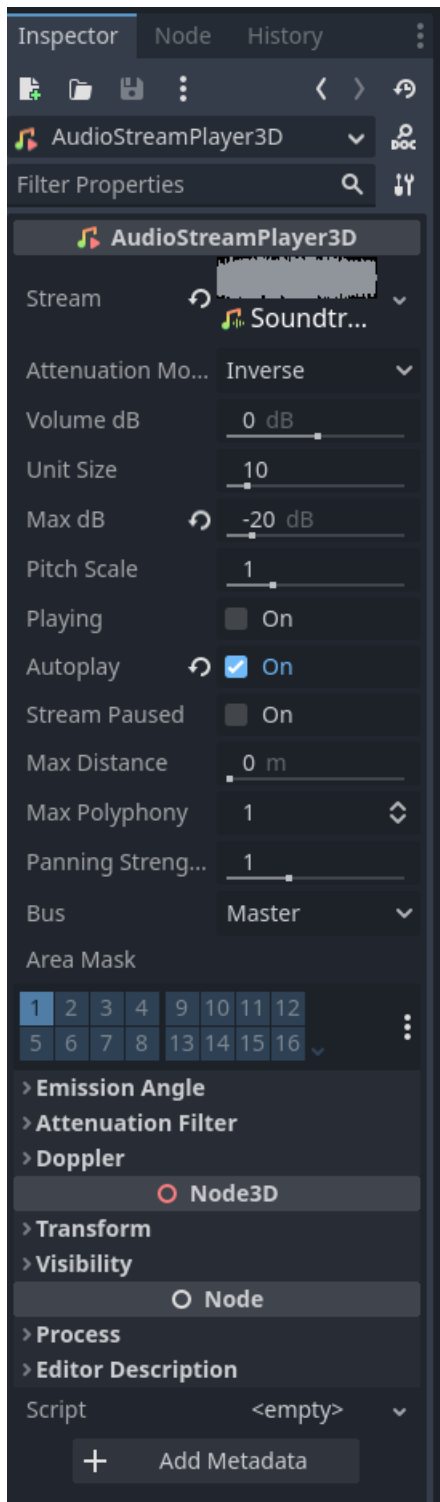 Inspector Node History
AudioStreamPlayer3D
DOC
Filter Properties
AudioStreamPlayer3D
Stream
Soundtr...
Attenuation Mo... Inverse
Volume dB 0 dB
Unit Size 10
Max dB -20 dB
Pitch Scale 1
Playing On
Autoplay On
Stream Paused On
Max Distance 0 m
Max Polyphony 1
Panning Streng... 1
Bus Master
Area Mask
1 2 3 4 9 10 11 12
5 6 7 8 13 14 15 16
Emission Angle
Attenuation Filter
Doppler
Node3D
Transform
Visibility
Node
Process
Editor Description
Script <empty>
Add Metadata